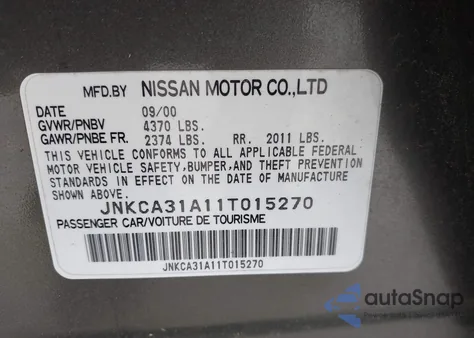 MFD.BY NISSAN MOTOR CO.,LTD
DATE 09/00
GVWR/PNBV 4370 LBS.
GAWR/PNBE FR. 2374 LBS. RR. 2011 LBS.
THIS VEHICLE CONFORMS TO ALL APPLICABLE FEDERAL
MOTOR VEHICLE SAFETY,BUMPER,AND THEFT PREVENTION
STANDARDS IN EFFECT ON THE DATE OF MANUFACTURE
SHOWN ABOVE.
JNKCA31A11T015270
PASSENGER CAR/VOITURE DE TOURISME
JNKCA31A11T015270
autoSnap
Powered by